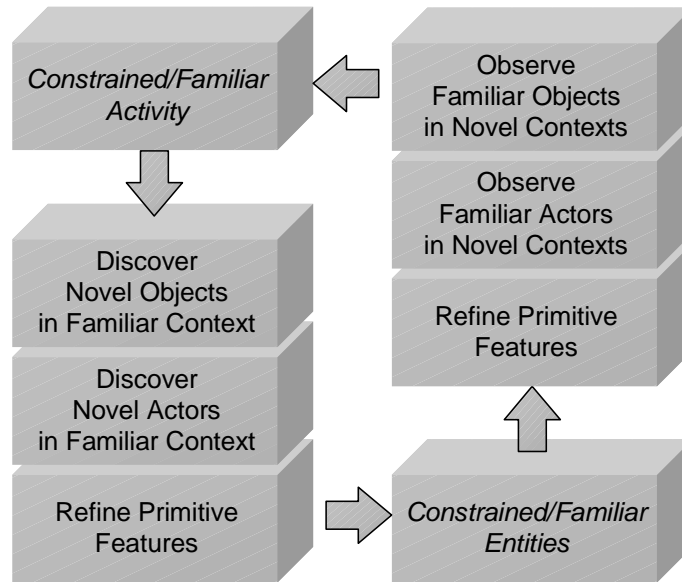 Constrained/Familiar
Activity
Discover
Novel Objects
in Familiar Context
Discover
Novel Actors
in Familiar Context
Refine Primitive
Features
Constrained/Familiar
Entities
Observe
Familiar Objects
in Novel Contexts
Observe
Familiar Actors
in Novel Contexts
Refine Primitive
Features